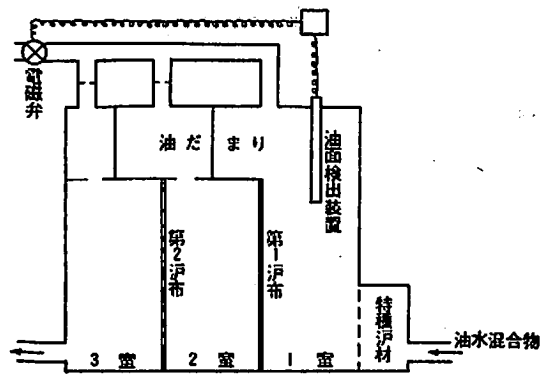 電磁弁
油だまり
油面検出装置
第2沪布
第1沪布
特種沪材
油水混合物
3室
2室
1室